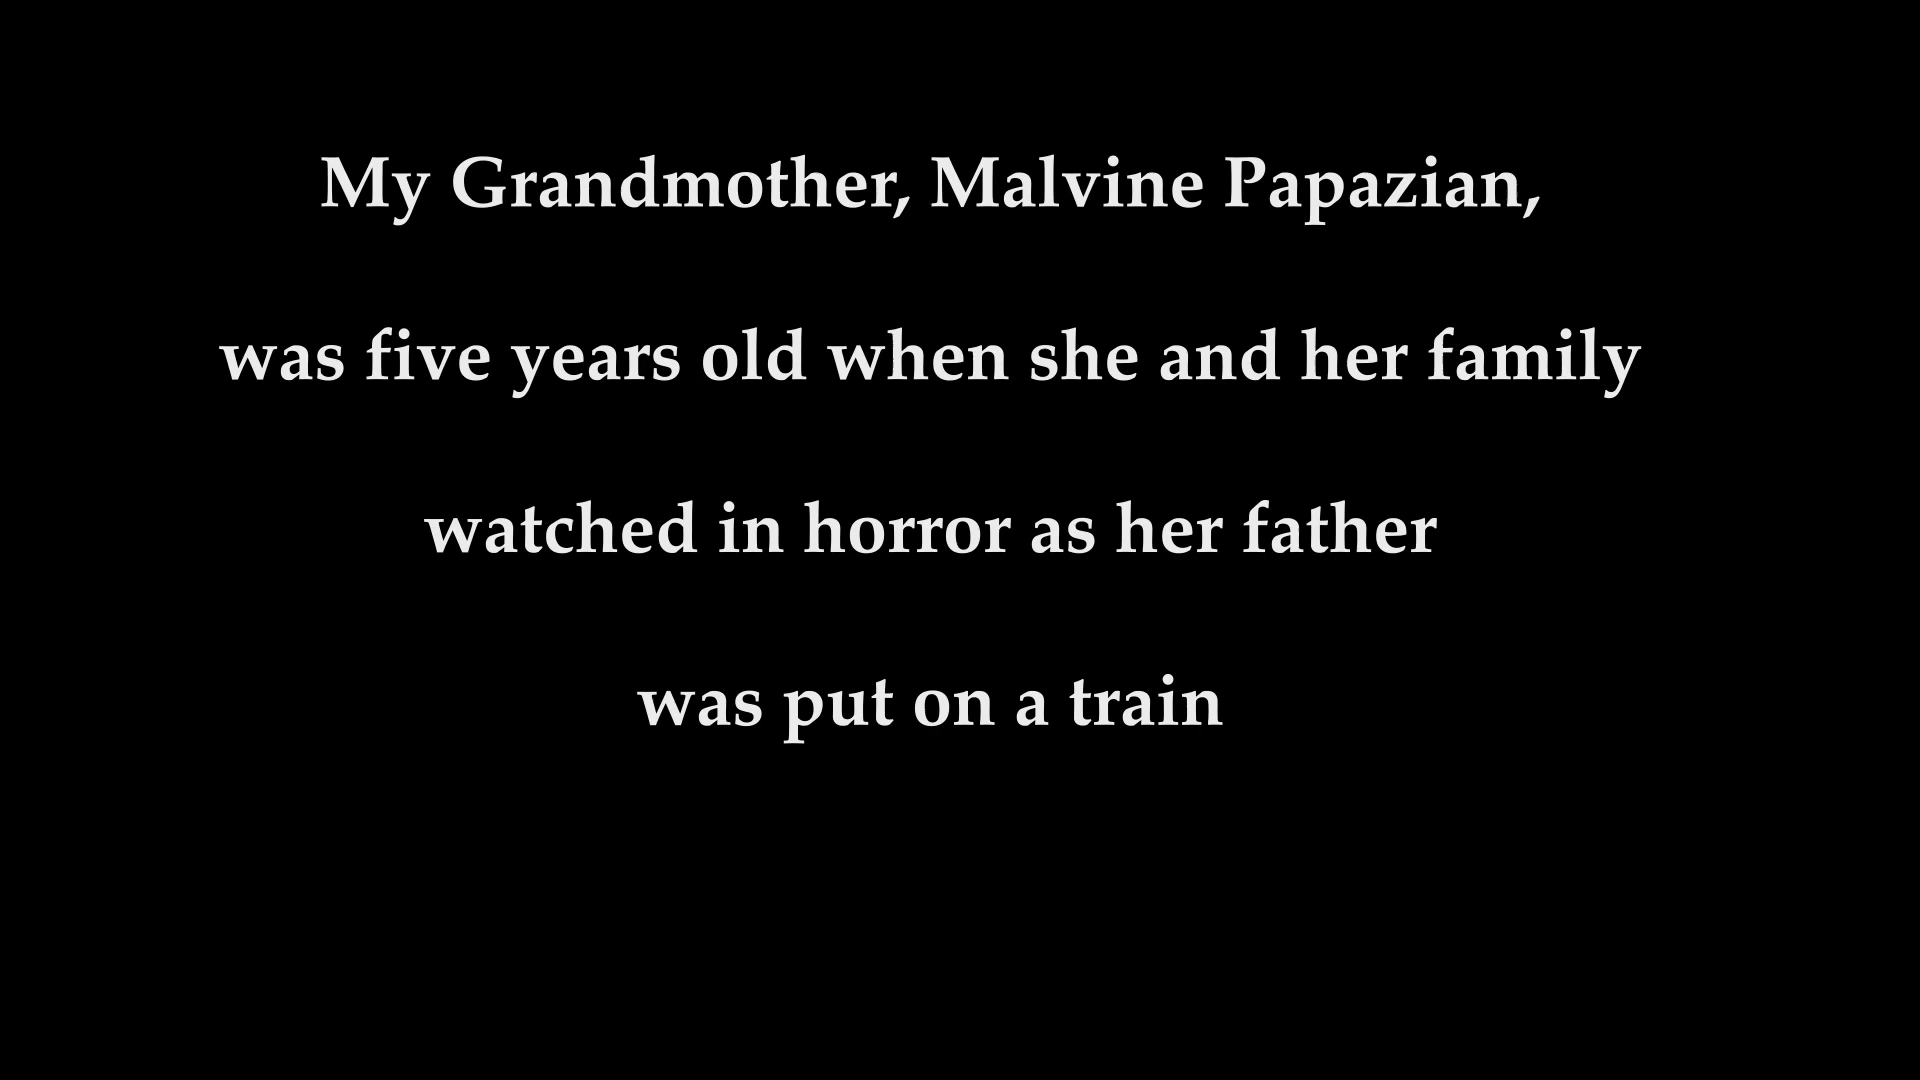 My Grandmother, Malvine Papazian,
was five years old when she and her family
watched in horror as her father
was put on a train